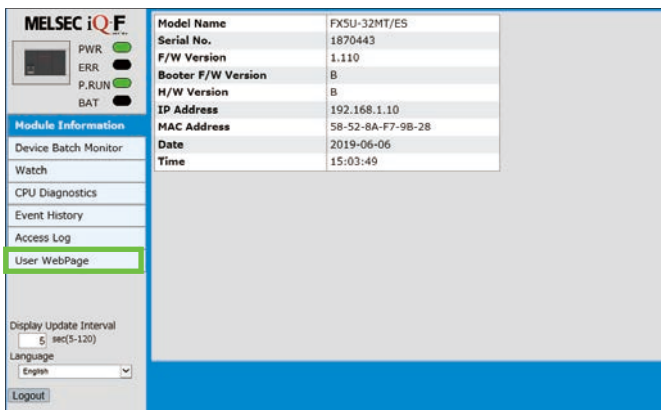 MELSEC iQ-F
PWR
ERR
P.RUN
BAT
Module Information
Device Batch Monitor
Watch
CPU Diagnostics
Event History
Access Log
User WebPage
Display Update Interval
5 sec(5-120)
Language
English
Logout
Model Name FX5U-32MT/ES
Serial No. 1870443
F/W Version 1.110
Booter F/W Version B
H/W Version B
IP Address 192.168.1.10
MAC Address 58-52-8A-F7-9B-28
Date 2019-06-06
Time 15:03:49